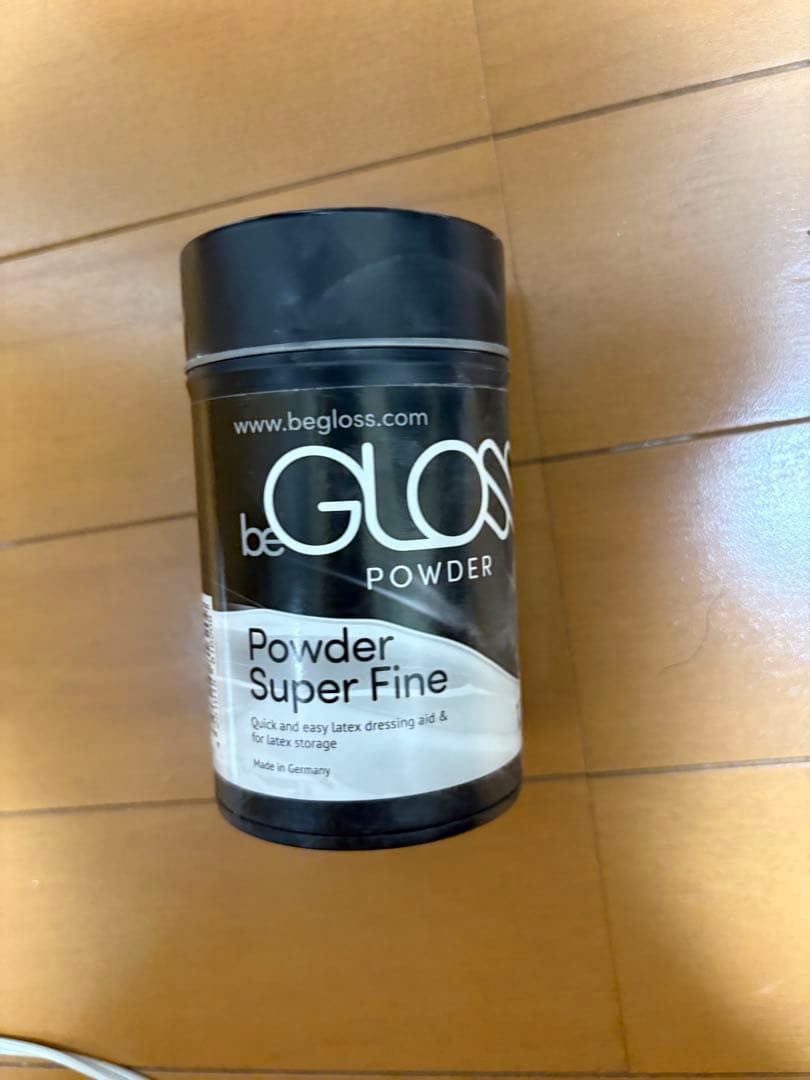 www.begloss.com
beGLOSS
POWDER
Powder
Super Fine
Quick and easy latex dressing aid &
for latex storage
Made in Germany